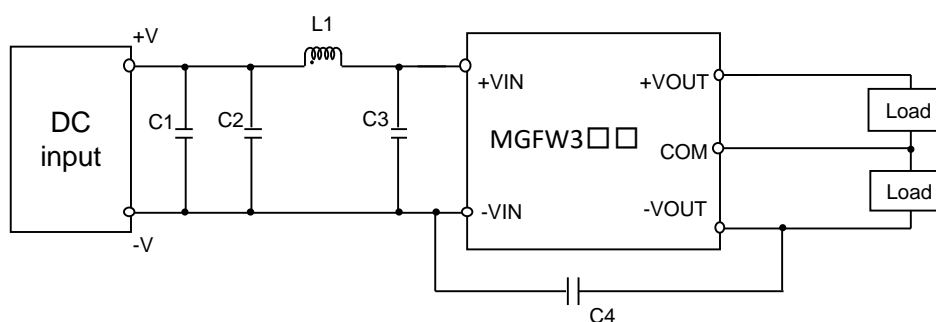 +V
L1
+VIN
+VOUT
Load
DC
input
C1
C2
C3
MGFW3□□
COM
Load
-VIN
-VOUT
-V
C4